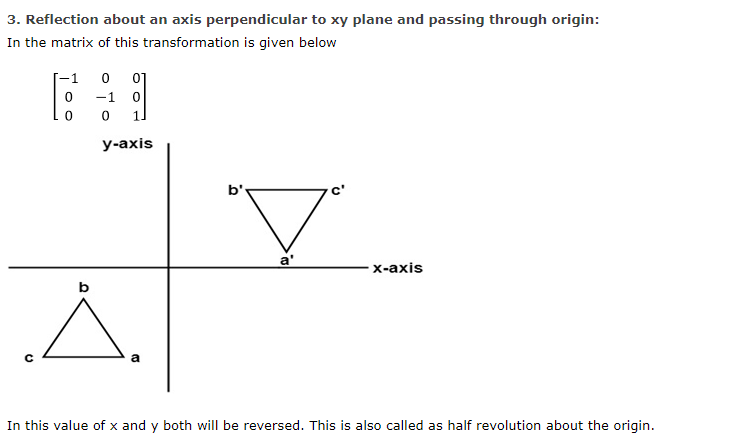 3. Reflection about an axis perpendicular to xy plane and passing through origin:
In the matrix of this transformation is given below
[−1 0 0]
0 −1 0
0 0 1
y-axis
b' c'
a'
x-axis
b
c a
In this value of x and y both will be reversed. This is also called as half revolution about the origin.